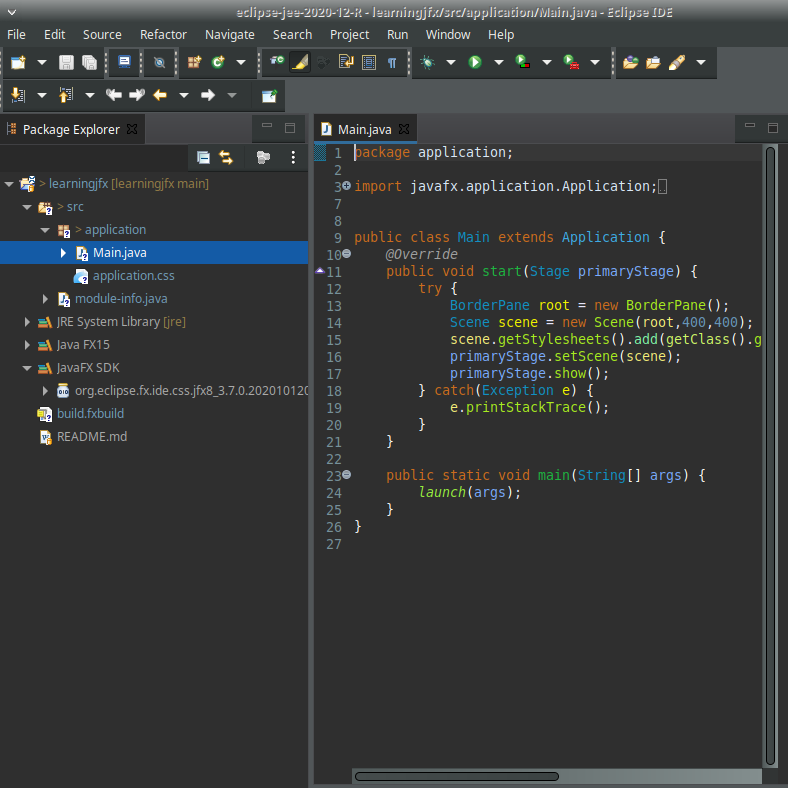 eclipse-jee-2020-12-R - learningjfx/src/application/Main.java - Eclipse IDE
File Edit Source Refactor Navigate Search Project Run Window Help
Package Explorer
> learningjfx [learningjfx main]
> src
> application
Main.java
application.css
module-info.java
JRE System Library [jre]
Java FX15
JavaFX SDK
org.eclipse.fx.ide.css.jfx8_3.7.0.202010120
build.fxbuild
README.md
Main.java
1 package application;
2
3 import javafx.application.Application;
7
8
9 public class Main extends Application {
10 @Override
11 public void start(Stage primaryStage) {
12 try {
13 BorderPane root = new BorderPane();
14 Scene scene = new Scene(root,400,400);
15 scene.getStylesheets().add(getClass().g
16 primaryStage.setScene(scene);
17 primaryStage.show();
18 } catch(Exception e) {
19 e.printStackTrace();
20 }
21 }
22
23 public static void main(String[] args) {
24 launch(args);
25 }
26 }
27